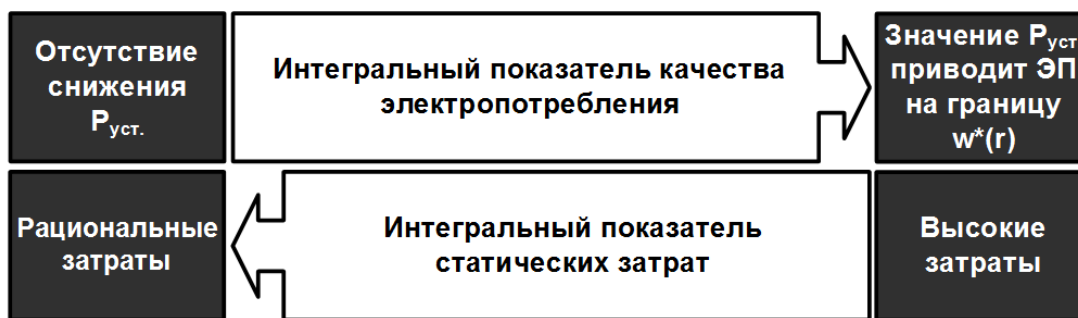 Отсутствие
снижения
Руст.
Интегральный показатель качества
электропотребления
Значение Руст
приводит ЭП
на границу
w*(r)
Рациональные
затраты
Интегральный показатель
статических затрат
Высокие
затраты